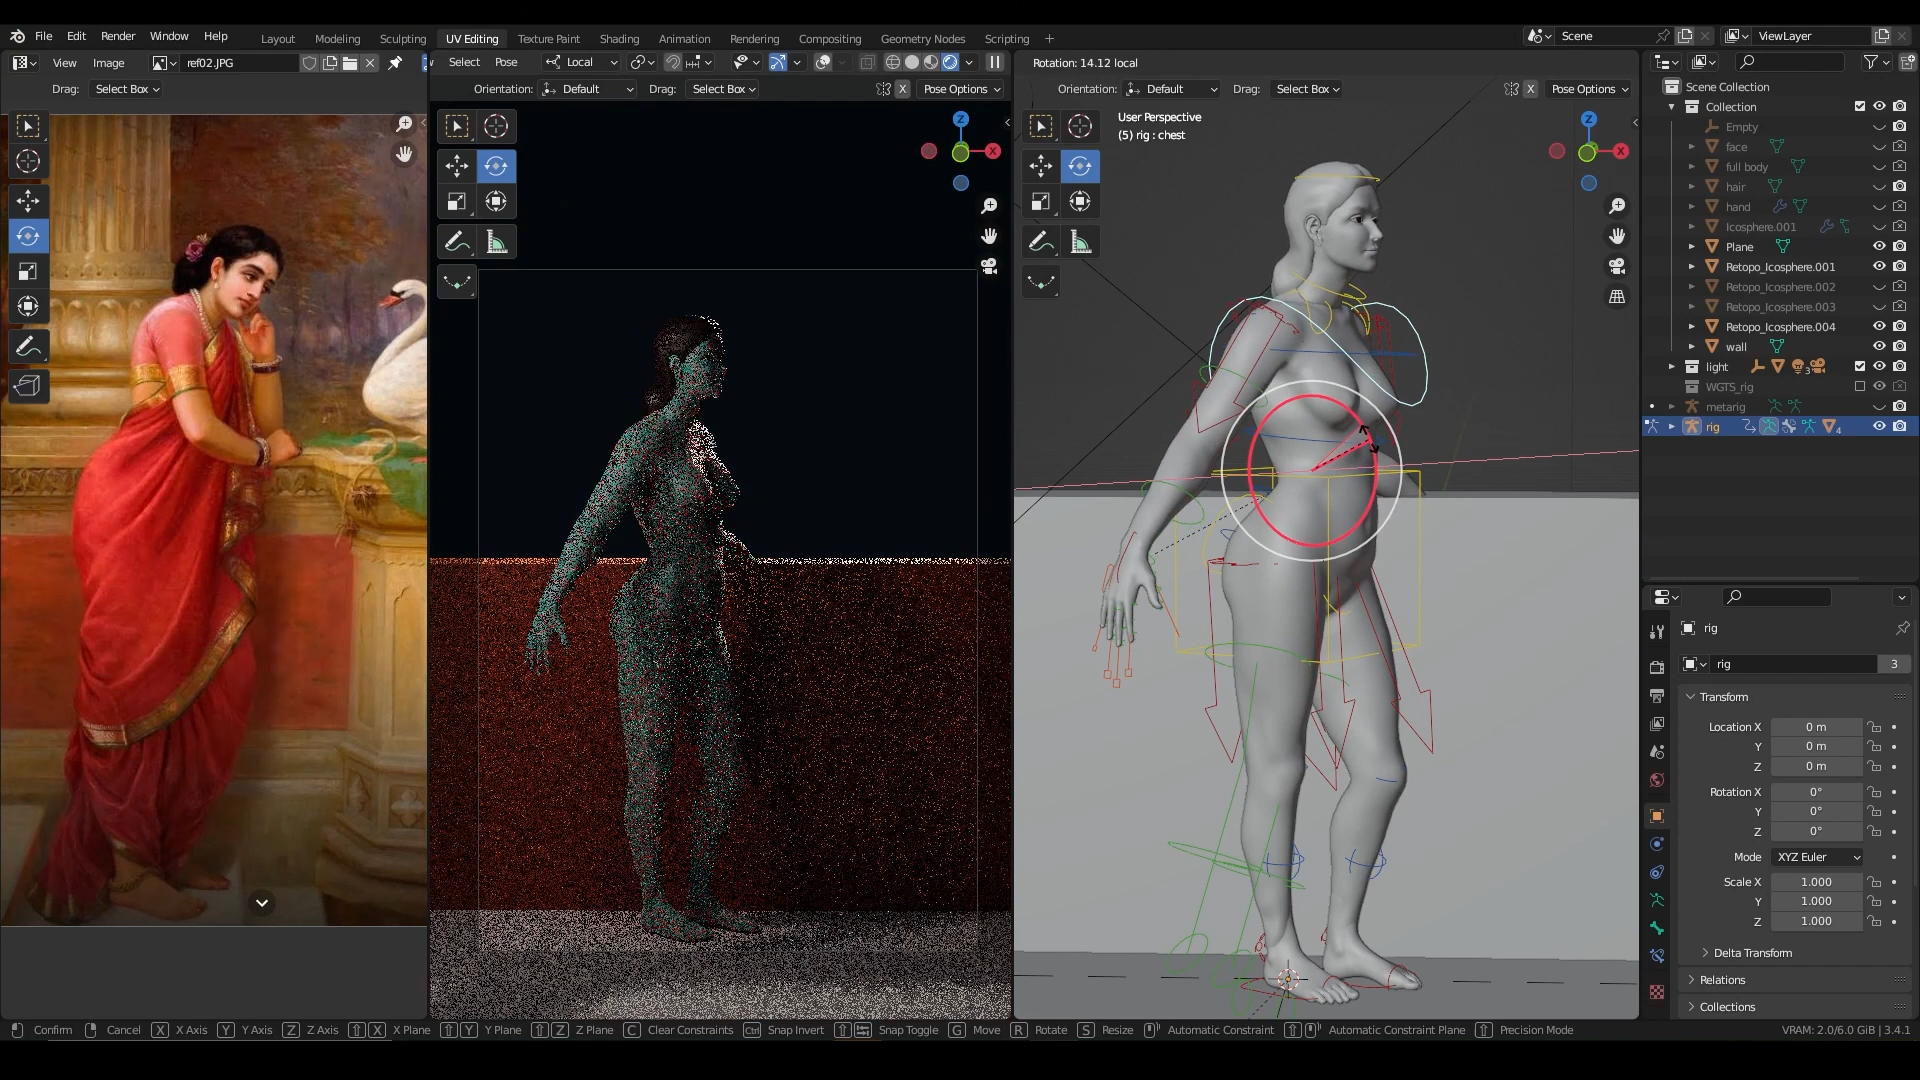 File Edit Render Window Help Layout Modeling Sculpting UV Editing Texture Paint Shading Animation Rendering Compositing Geometry Nodes Scripting + Scene ViewLayer
View Image ref02.JPG Select Pose Local Rotation: 14.12 local
Drag: Select Box Orientation: Default Drag: Select Box X Pose Options Orientation: Default Drag: Select Box X Pose Options
User Perspective
(5) rig : chest
Z
X
Z
X
Scene Collection
Collection
Empty
face
full body
hair
hand
Icosphere.001
Plane
Retopo_Icosphere.001
Retopo_Icosphere.002
Retopo_Icosphere.003
Retopo_Icosphere.004
wall
light 3
WGTS_rig
metarig
rig 4
rig
rig 3
Transform
Location X 0 m
Y 0 m
Z 0 m
Rotation X 0°
Y 0°
Z 0°
Mode XYZ Euler
Scale X 1.000
Y 1.000
Z 1.000
Delta Transform
Relations
Collections
Confirm Cancel X X Axis Y Y Axis Z Z Axis X X Plane Y Y Plane Z Z Plane C Clear Constraints Ctrl Snap Invert Snap Toggle G Move R Rotate S Resize Automatic Constraint Automatic Constraint Plane Precision Mode VRAM: 2.0/6.0 GiB | 3.4.1